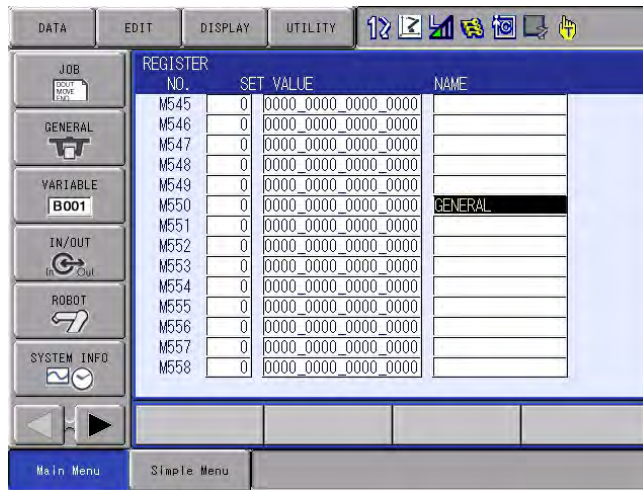 DATA EDIT DISPLAY UTILITY
JOB
DOUT
MOVE
END
GENERAL
VARIABLE
B001
IN/OUT
In Out
ROBOT
SYSTEM INFO
REGISTER
NO. SET VALUE NAME
M545 0 0000_0000_0000_0000
M546 0 0000_0000_0000_0000
M547 0 0000_0000_0000_0000
M548 0 0000_0000_0000_0000
M549 0 0000_0000_0000_0000
M550 0 0000_0000_0000_0000 GENERAL
M551 0 0000_0000_0000_0000
M552 0 0000_0000_0000_0000
M553 0 0000_0000_0000_0000
M554 0 0000_0000_0000_0000
M555 0 0000_0000_0000_0000
M556 0 0000_0000_0000_0000
M557 0 0000_0000_0000_0000
M558 0 0000_0000_0000_0000
Main Menu Simple Menu